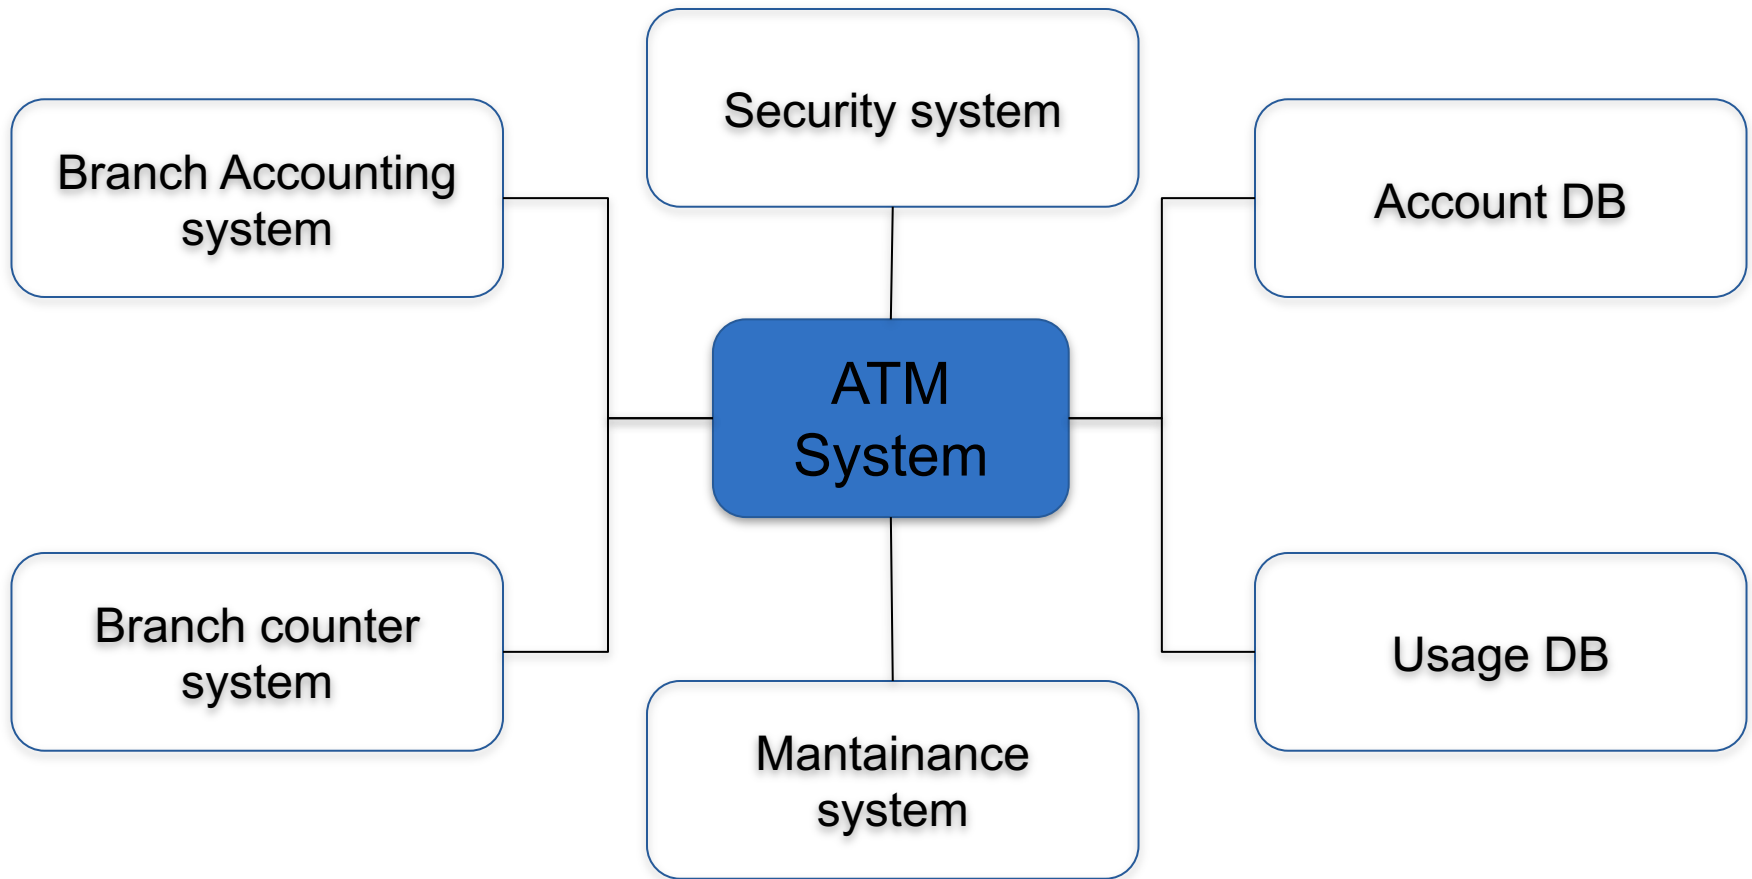 Security system
Branch Accounting
system
Account DB
ATM
System
Branch counter
system
Usage DB
Mantainance
system